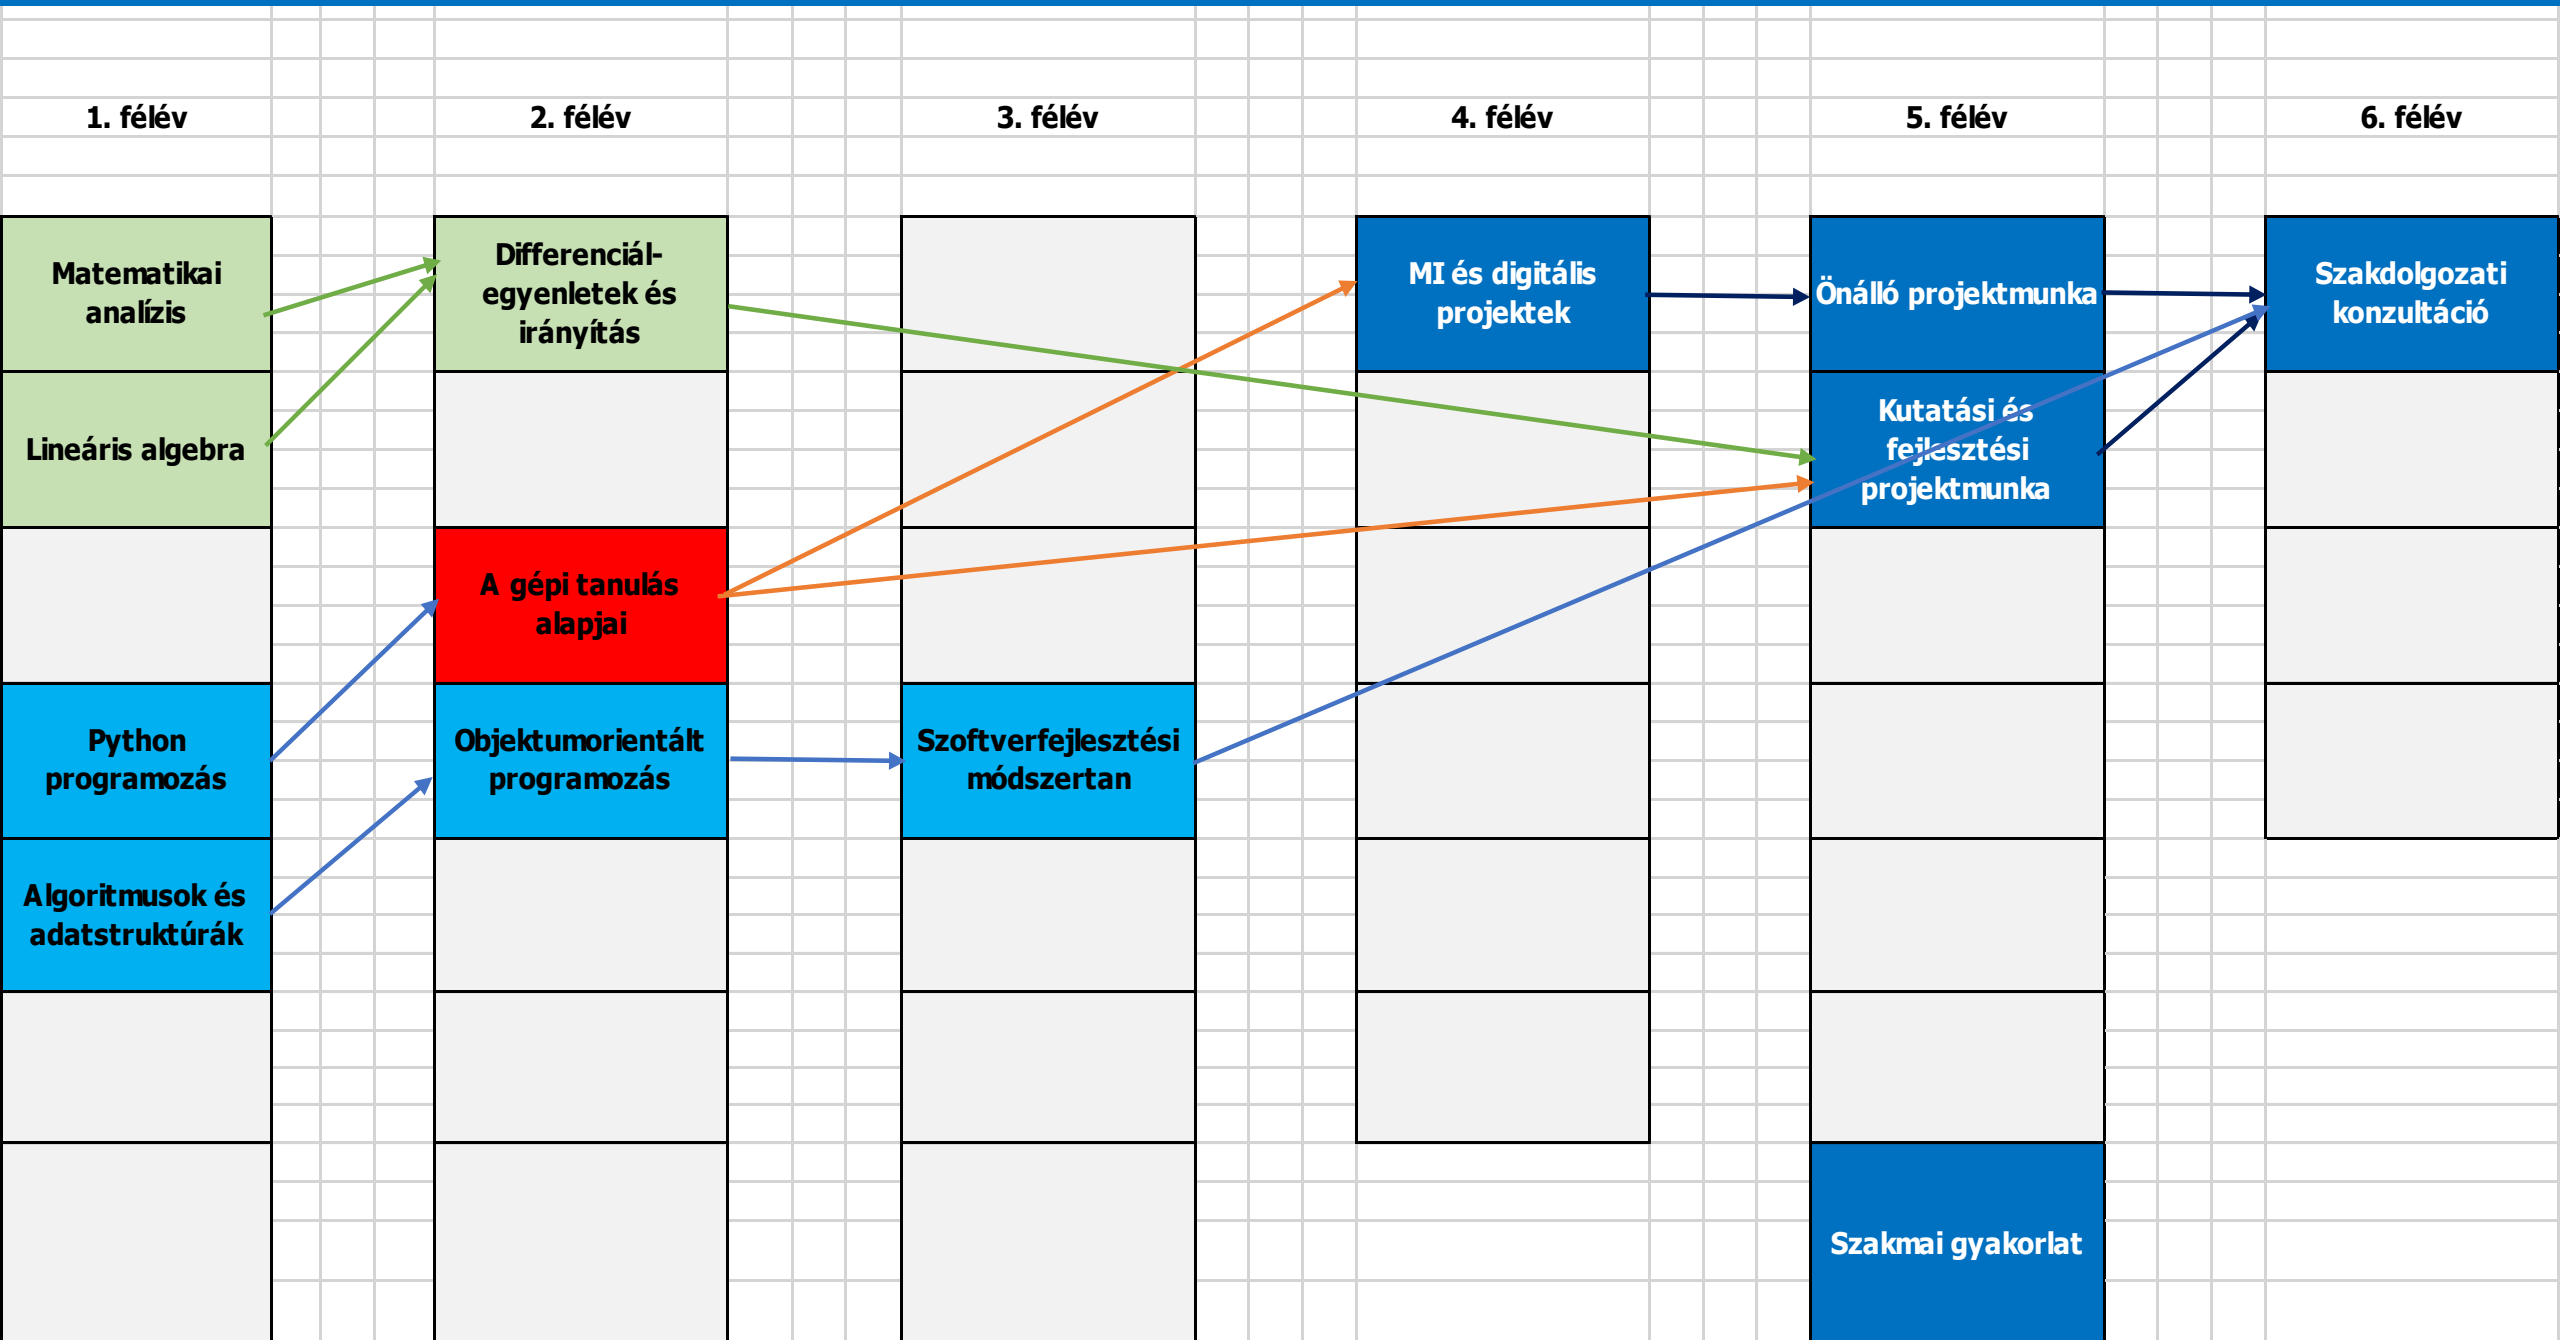 1. félév
2. félév
3. félév
4. félév
5. félév
6. félév
Matematikai
analízis
Differenciál-
egyenletek és
irányítás
MI és digitális
projektek
Önálló projektmunka
Szakdolgozati
konzultáció
Lineáris algebra
Kutatási és
fejlesztési
projektmunka
A gépi tanulás
alapjai
Python
programozás
Objektumorientált
programozás
Szoftverfejlesztési
módszertan
Algoritmusok és
adatstruktúrák
Szakmai gyakorlat